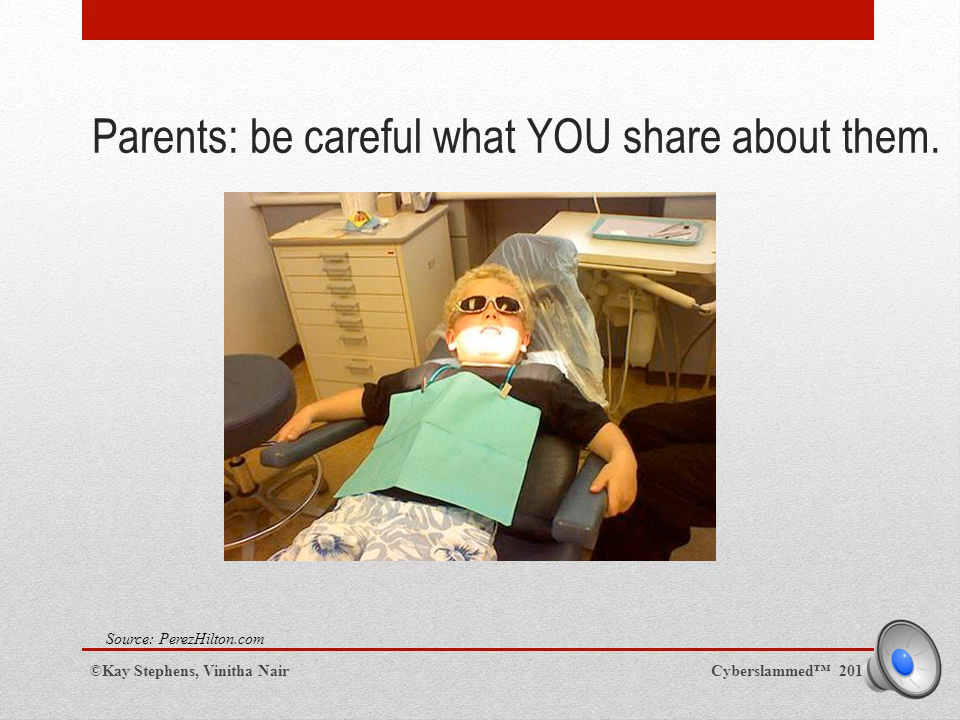 Parents: be careful what YOU share about them.
Source: PerezHilton.com
©Kay Stephens, Vinitha Nair
Cyberslammed™ 201